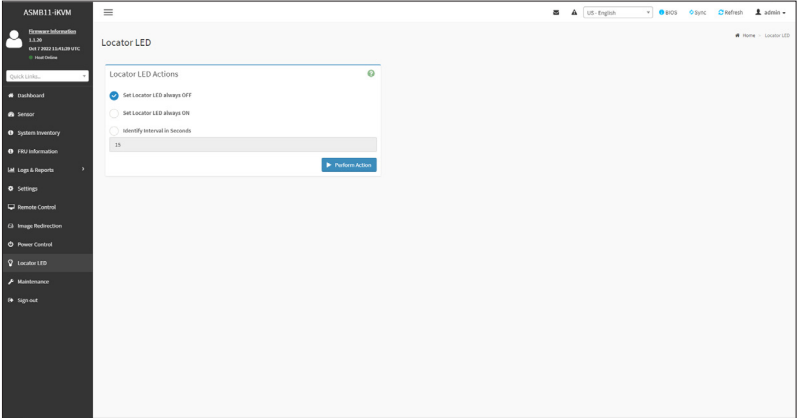 ASMB11-iKVM
Firmware Information
1.1.26
Oct 7 2022 11:41:20 UTC
Host Online
Quick Links...
Dashboard
Sensor
System Inventory
FRU Information
Logs & Reports
Settings
Remote Control
Image Redirection
Power Control
Locator LED
Maintenance
Sign out
US - English
BIOS
Sync
Refresh
admin
Locator LED
Home > Locator LED
Locator LED Actions
Set Locator LED always OFF
Set Locator LED always ON
Identify Interval in Seconds
15
Perform Action